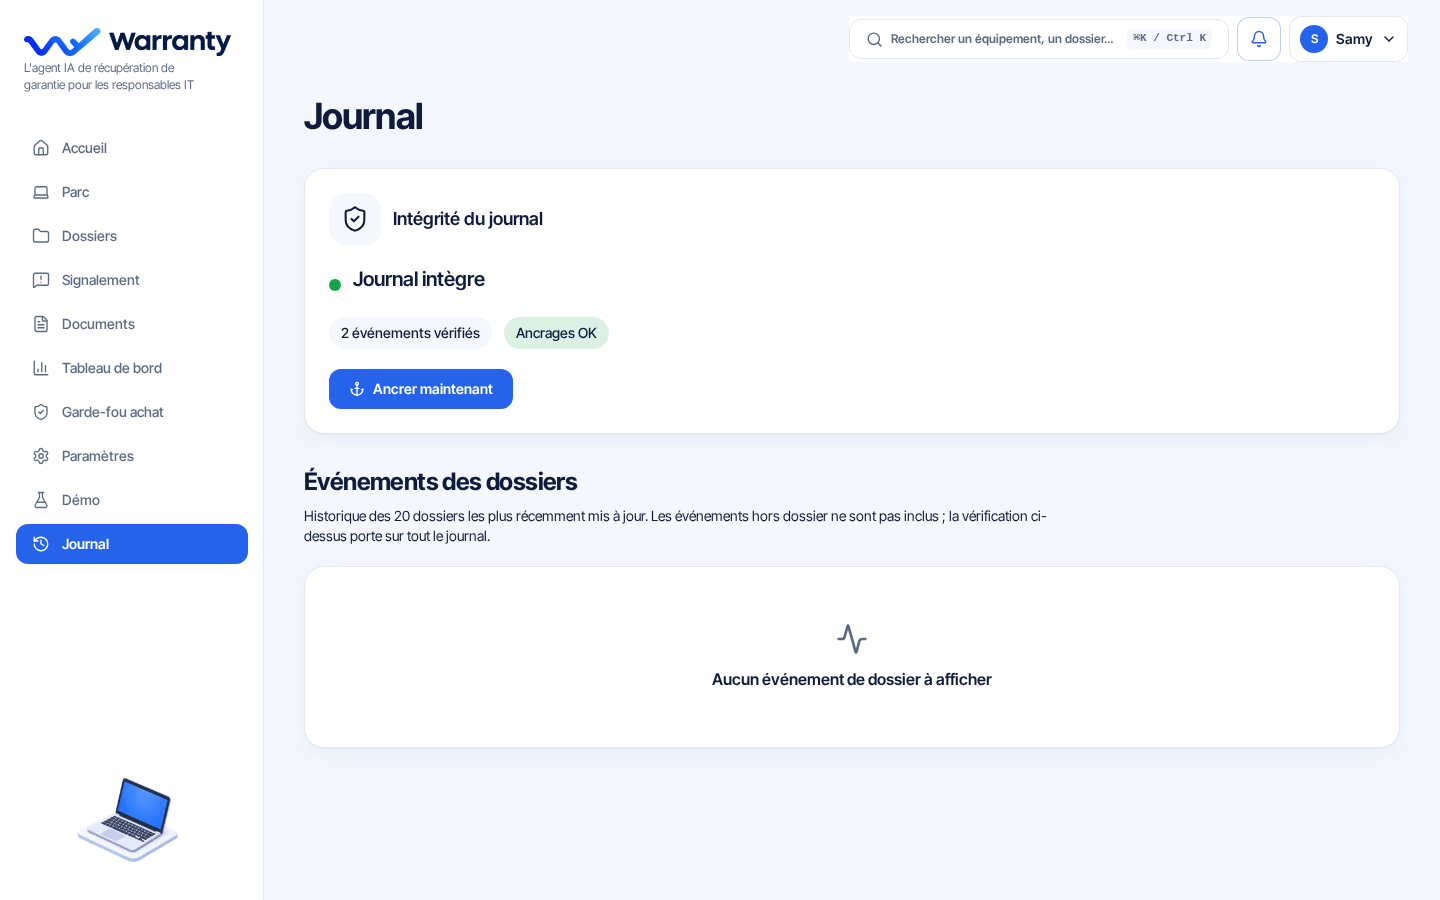 Warranty
L'agent IA de récupération de
garantie pour les responsables IT
Accueil
Parc
Dossiers
Signalement
Documents
Tableau de bord
Garde-fou achat
Paramètres
Démo
Journal
Rechercher un équipement, un dossier...
⌘K / Ctrl K
S
Samy
Journal
Intégrité du journal
Journal intègre
2 événements vérifiés
Ancrages OK
Ancrer maintenant
Événements des dossiers
Historique des 20 dossiers les plus récemment mis à jour. Les événements hors dossier ne sont pas inclus ; la vérification ci-
dessus porte sur tout le journal.
Aucun événement de dossier à afficher